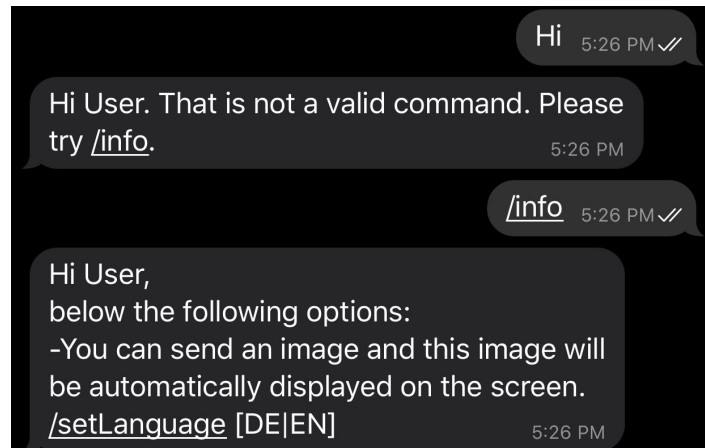 Hi 5:26 PM
Hi User. That is not a valid command. Please
try /info. 5:26 PM
/info 5:26 PM
Hi User,
below the following options:
-You can send an image and this image will
be automatically displayed on the screen.
/setLanguage [DE|EN] 5:26 PM